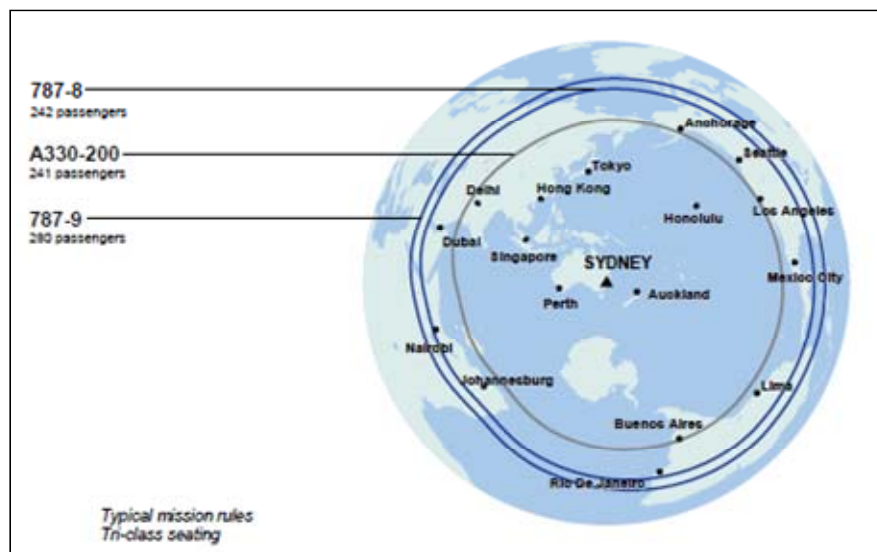 787-8
242 passengers
A330-200
241 passengers
787-9
280 passengers
Anchorage
Seattle
Tokyo
Delhi
Hong Kong
Los Angeles
Honolulu
Dubai
Singapore
SYDNEY
Mexico City
Perth
Auckland
Nairobi
Johannesburg
Lima
Buenos Aires
Rio De Janeiro
Typical mission rules
Tri-class seating